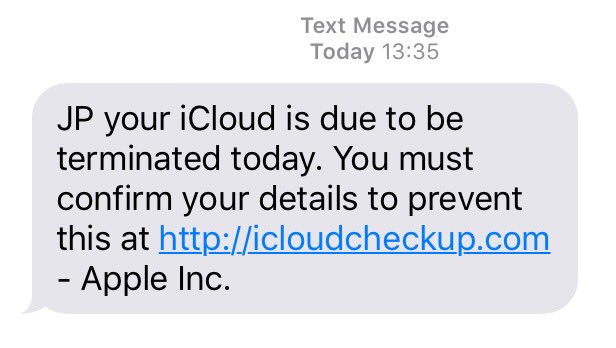 Text Message
Today 13:35
JP your iCloud is due to be
terminated today. You must
confirm your details to prevent
this at http://icloudcheckup.com
- Apple Inc.